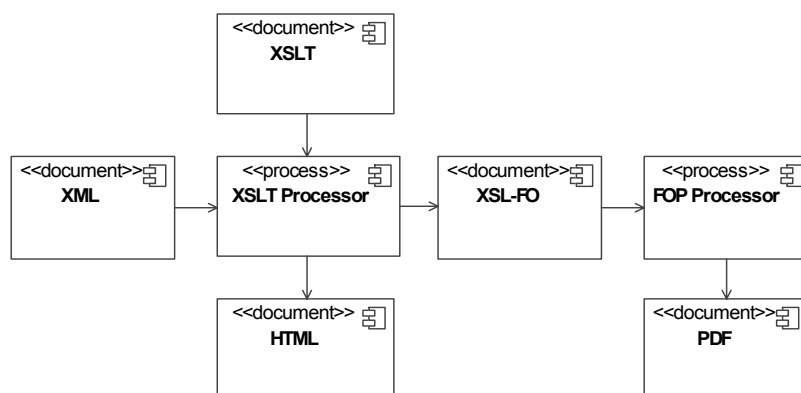 <<document>>
XSLT
<<document>>
XML
<<process>>
XSLT Processor
<<document>>
XSL-FO
<<process>>
FOP Processor
<<document>>
HTML
<<document>>
PDF